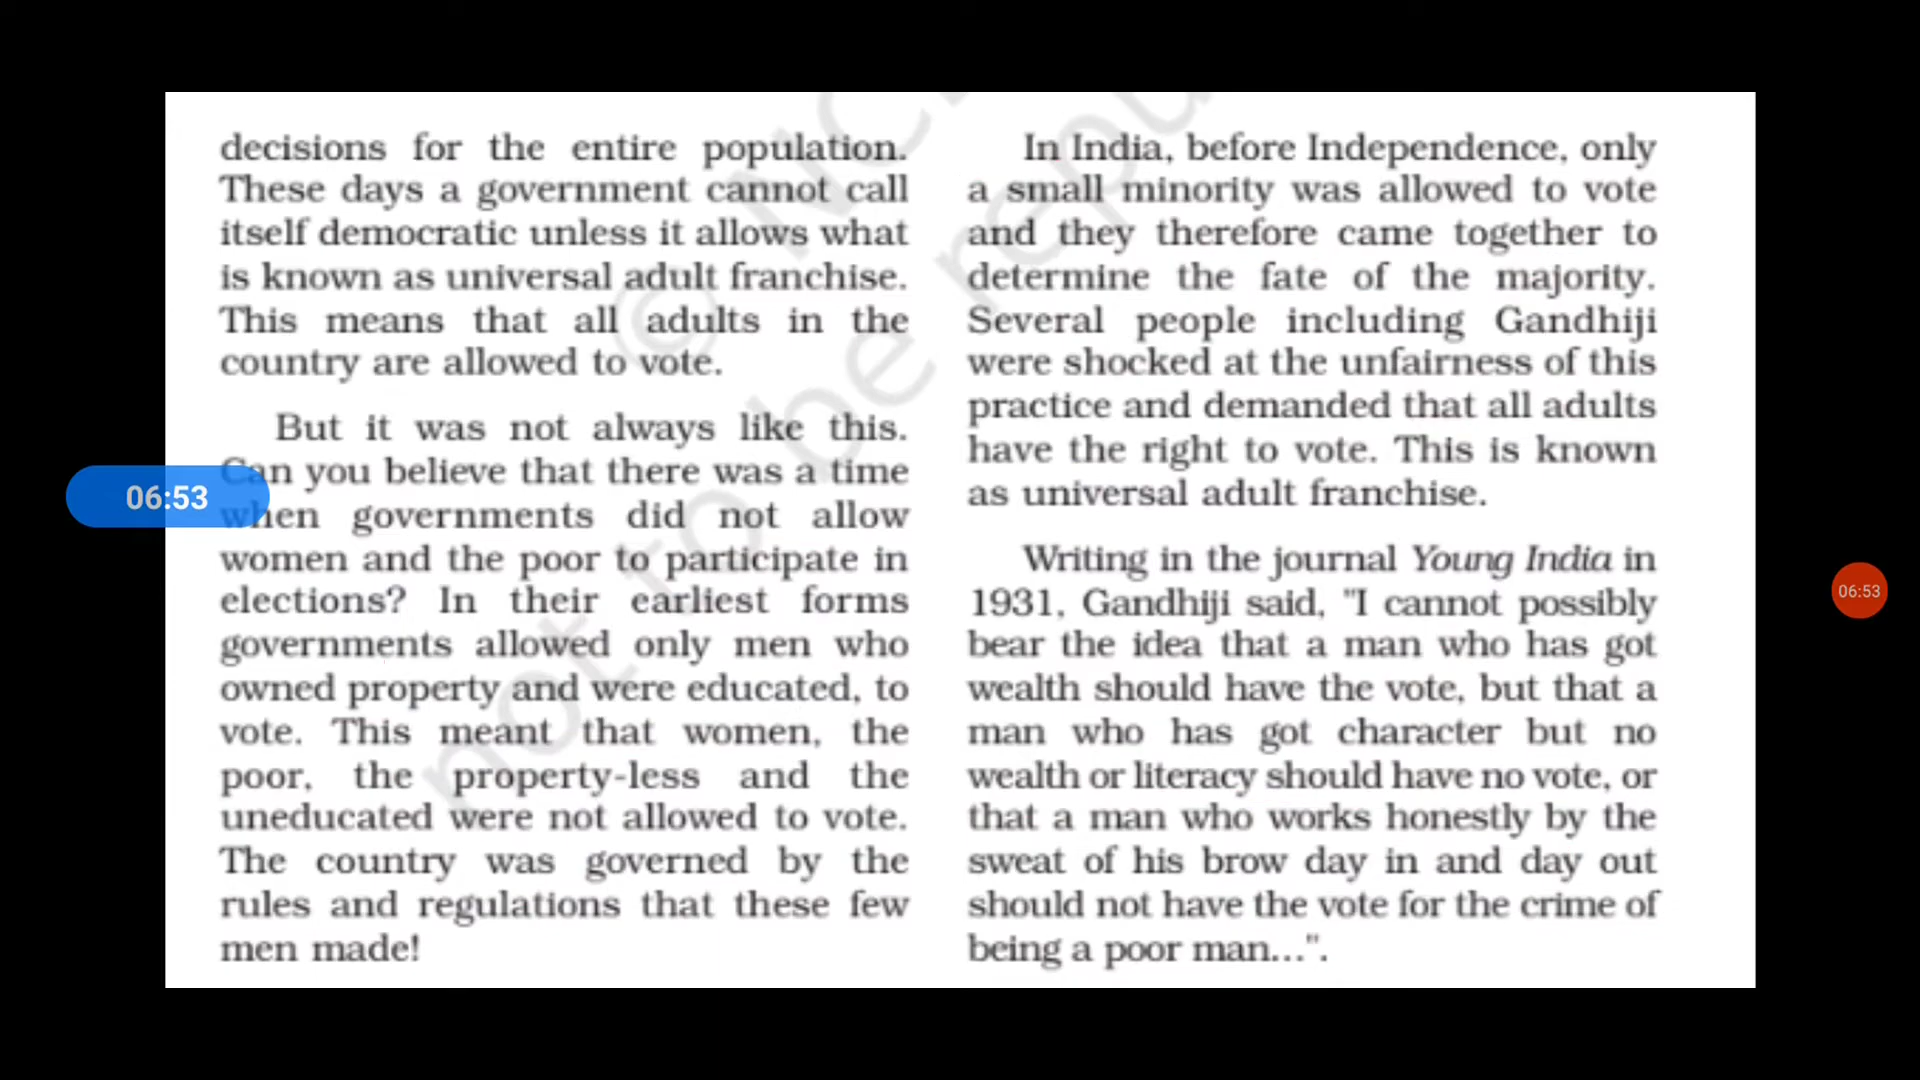 decisions for the entire population.
These days a government cannot call
itself democratic unless it allows what
is known as universal adult franchise.
This means that all adults in the
country are allowed to vote.
But it was not always like this.
Can you believe that there was a time
when governments did not allow
women and the poor to participate in
elections? In their earliest forms
governments allowed only men who
owned property and were educated, to
vote. This meant that women, the
poor, the property-less and the
uneducated were not allowed to vote.
The country was governed by the
rules and regulations that these few
men made!
In India, before Independence, only
a small minority was allowed to vote
and they therefore came together to
determine the fate of the majority.
Several people including Gandhiji
were shocked at the unfairness of this
practice and demanded that all adults
have the right to vote. This is known
as universal adult franchise.
Writing in the journal Young India in
1931, Gandhiji said, "I cannot possibly
bear the idea that a man who has got
wealth should have the vote, but that a
man who has got character but no
wealth or literacy should have no vote, or
that a man who works honestly by the
sweat of his brow day in and day out
should not have the vote for the crime of
being a poor man...".
06:53
06:53
© NC
not to be repu